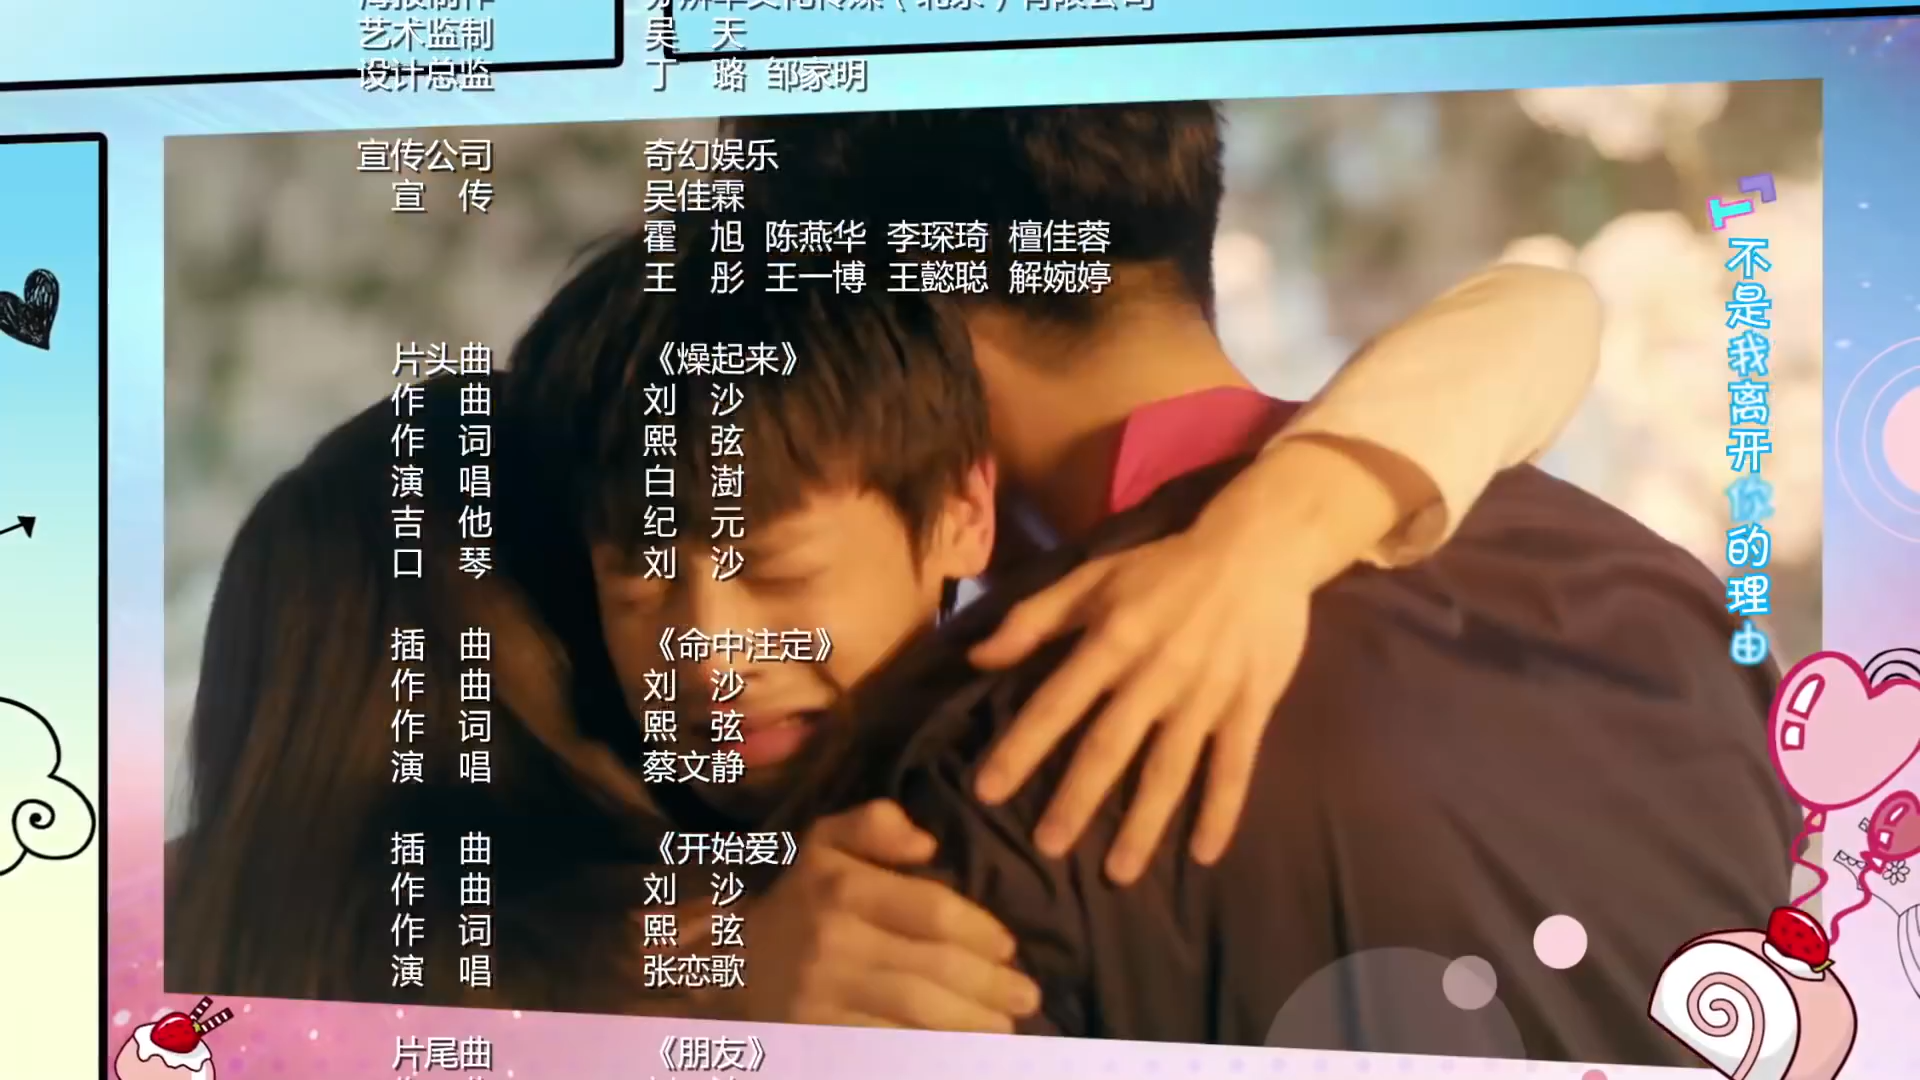 艺术监制 吴 天
设计总监 丁 璐 邹家明
宣传公司 奇幻娱乐
宣 传 吴佳霖
霍 旭 陈燕华 李琛琦 檀佳蓉
王 彤 王一博 王懿聪 解婉婷
片头曲 《燥起来》
作 曲 刘 沙
作 词 熙 弦
演 唱 白 澍
吉 他 纪 元
口 琴 刘 沙
插 曲 《命中注定》
作 曲 刘 沙
作 词 熙 弦
演 唱 蔡文静
插 曲 《开始爱》
作 曲 刘 沙
作 词 熙 弦
演 唱 张恋歌
片尾曲 《朋友》
不是我离开你的理由